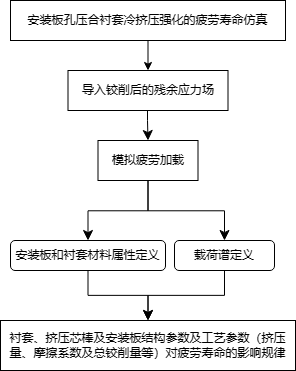 安装板孔压合衬套冷挤压强化的疲劳寿命仿真
导入铰削后的残余应力场
模拟疲劳加载
安装板和衬套材料属性定义
载荷谱定义
衬套、挤压芯棒及安装板结构参数及工艺参数（挤压
量、摩擦系数及总铰削量等）对疲劳寿命的影响规律